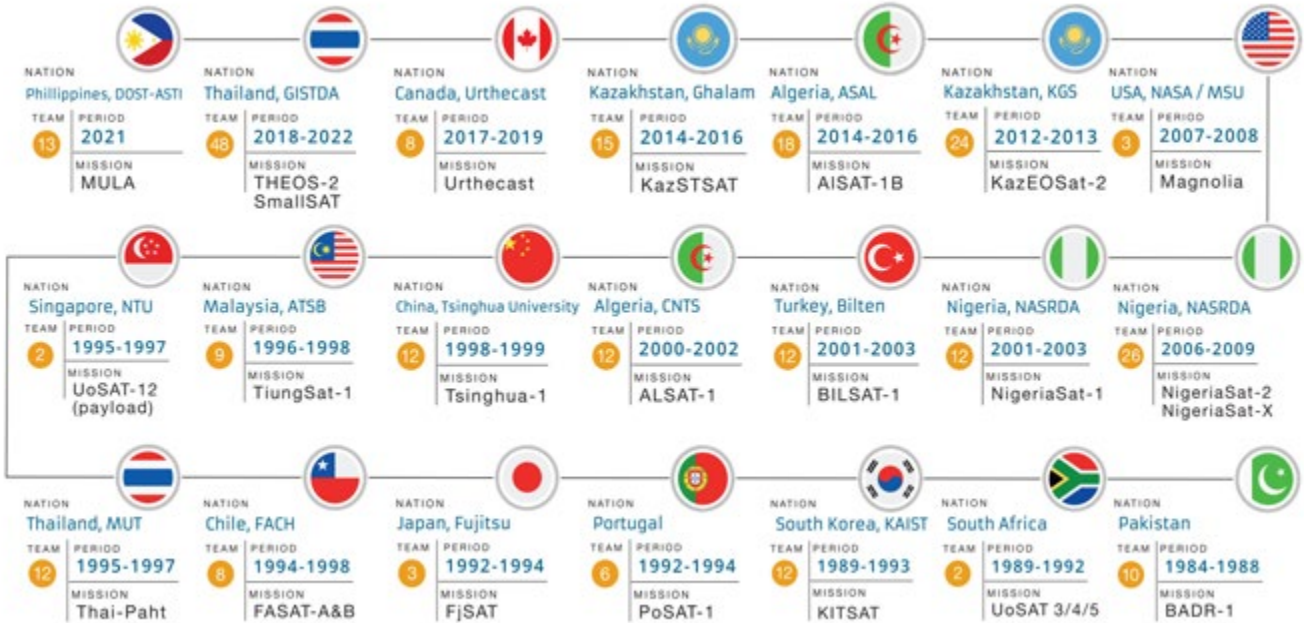 NATION
Phillippines, DOST-ASTI
TEAM PERIOD
13 2021
MISSION
MULA
NATION
Thailand, GISTDA
TEAM PERIOD
48 2018-2022
MISSION
THEOS-2
SmallSAT
NATION
Canada, Urthecast
TEAM PERIOD
8 2017-2019
MISSION
Urthecast
NATION
Kazakhstan, Ghalam
TEAM PERIOD
15 2014-2016
MISSION
KazSTSAT
NATION
Algeria, ASAL
TEAM PERIOD
18 2014-2016
MISSION
AlSAT-1B
NATION
Kazakhstan, KGS
TEAM PERIOD
24 2012-2013
MISSION
KazEOSat-2
NATION
USA, NASA / MSU
TEAM PERIOD
3 2007-2008
MISSION
Magnolia
NATION
Singapore, NTU
TEAM PERIOD
2 1995-1997
MISSION
UoSAT-12
(payload)
NATION
Malaysia, ATSB
TEAM PERIOD
9 1996-1998
MISSION
TiungSat-1
NATION
China, Tsinghua University
TEAM PERIOD
12 1998-1999
MISSION
Tsinghua-1
NATION
Algeria, CNTS
TEAM PERIOD
12 2000-2002
MISSION
ALSAT-1
NATION
Turkey, Bilten
TEAM PERIOD
12 2001-2003
MISSION
BILSAT-1
NATION
Nigeria, NASRDA
TEAM PERIOD
12 2001-2003
MISSION
NigeriaSat-1
NATION
Nigeria, NASRDA
TEAM PERIOD
26 2006-2009
MISSION
NigeriaSat-2
NigeriaSat-X
NATION
Thailand, MUT
TEAM PERIOD
12 1995-1997
MISSION
Thai-Paht
NATION
Chile, FACH
TEAM PERIOD
8 1994-1998
MISSION
FASAT-A&B
NATION
Japan, Fujitsu
TEAM PERIOD
3 1992-1994
MISSION
FjSAT
NATION
Portugal
TEAM PERIOD
6 1992-1994
MISSION
PoSAT-1
NATION
South Korea, KAIST
TEAM PERIOD
12 1989-1993
MISSION
KITSAT
NATION
South Africa
TEAM PERIOD
2 1989-1992
MISSION
UoSAT 3/4/5
NATION
Pakistan
TEAM PERIOD
10 1984-1988
MISSION
BADR-1